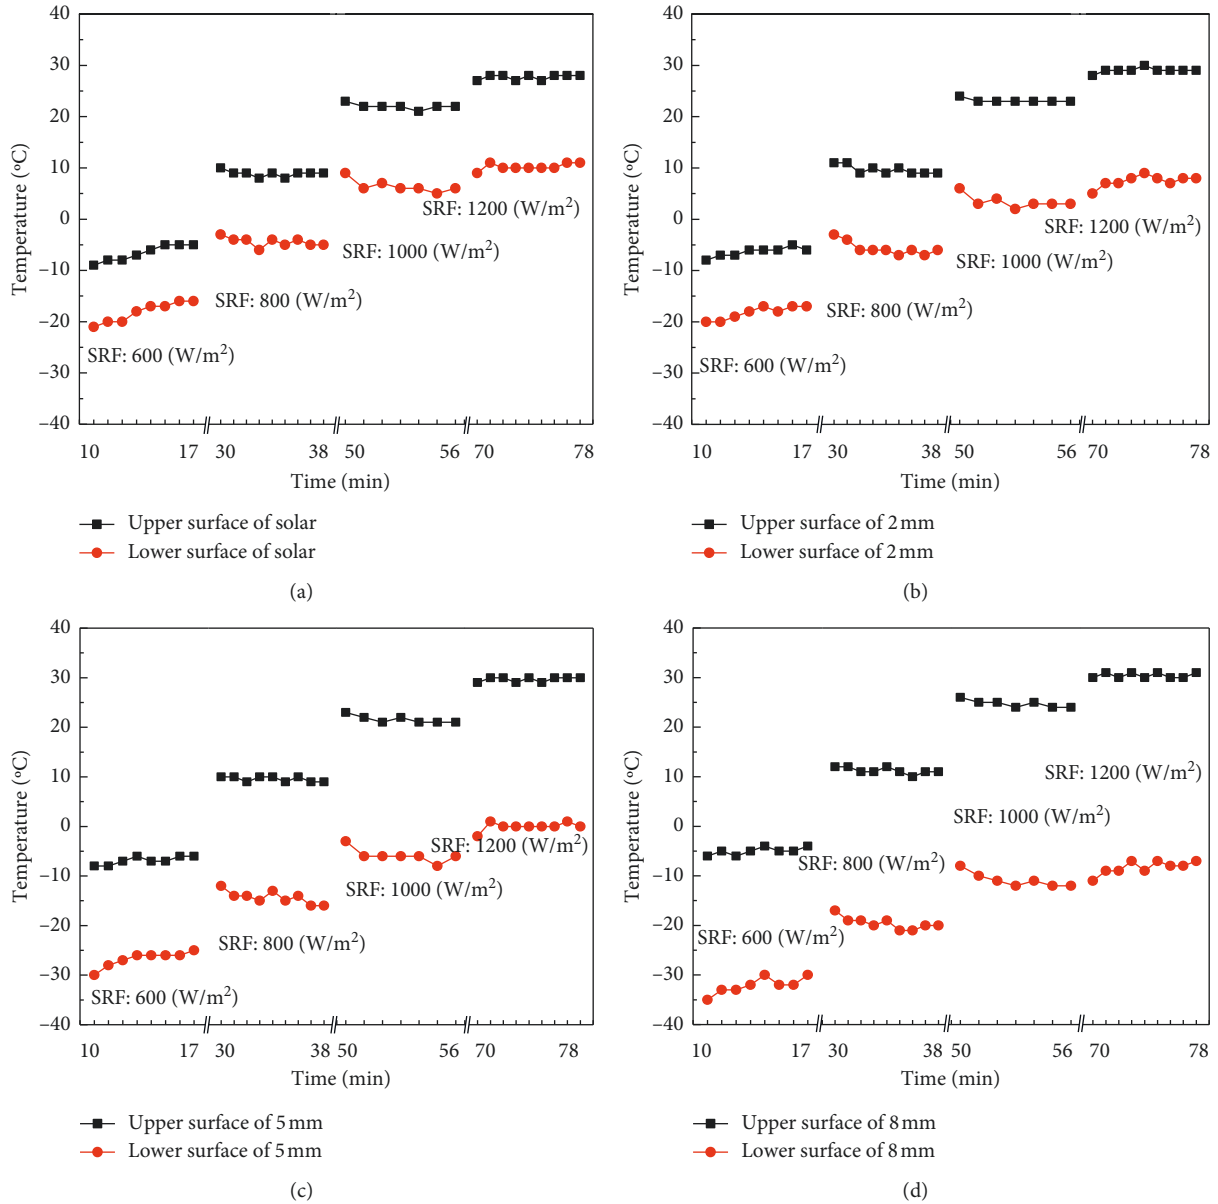 40
30
20
10
0
−10
−20
−30
−40
Temperature (°C)
SRF: 600 (W/m²)
SRF: 800 (W/m²)
SRF: 1000 (W/m²)
SRF: 1200 (W/m²)
10 17 30 38 50 56 70 78
Time (min)
Upper surface of solar
Lower surface of solar
(a)
40
30
20
10
0
−10
−20
−30
−40
Temperature (°C)
SRF: 600 (W/m²)
SRF: 800 (W/m²)
SRF: 1000 (W/m²)
SRF: 1200 (W/m²)
10 17 30 38 50 56 70 78
Time (min)
Upper surface of 2 mm
Lower surface of 2 mm
(b)
40
30
20
10
0
−10
−20
−30
−40
Temperature (°C)
SRF: 600 (W/m²)
SRF: 800 (W/m²)
SRF: 1000 (W/m²)
SRF: 1200 (W/m²)
10 17 30 38 50 56 70 78
Time (min)
Upper surface of 5 mm
Lower surface of 5 mm
(c)
40
30
20
10
0
−10
−20
−30
−40
Temperature (°C)
SRF: 600 (W/m²)
SRF: 800 (W/m²)
SRF: 1000 (W/m²)
SRF: 1200 (W/m²)
10 17 30 38 50 56 70 78
Time (min)
Upper surface of 8 mm
Lower surface of 8 mm
(d)